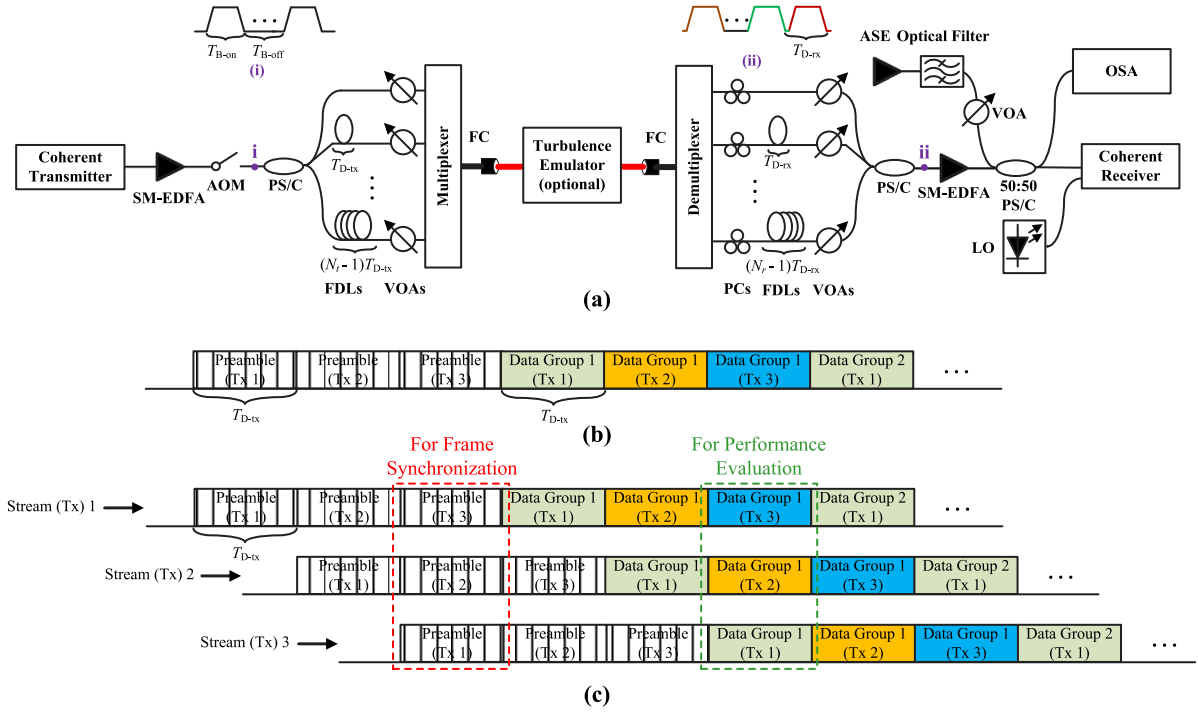 T_B-on T_B-off
(i)
(ii)
T_D-rx
ASE Optical Filter
OSA
VOA
Coherent Transmitter
SM-EDFA
AOM
i
PS/C
T_D-tx
(N_t - 1)T_D-tx
FDLs
VOAs
Multiplexer
FC
Turbulence
Emulator
(optional)
FC
Demultiplexer
T_D-rx
(N_r - 1)T_D-rx
PCs
FDLs
VOAs
PS/C
ii
SM-EDFA
50:50
PS/C
Coherent
Receiver
LO
(a)
Preamble (Tx 1)
Preamble (Tx 2)
Preamble (Tx 3)
Data Group 1 (Tx 1)
Data Group 1 (Tx 2)
Data Group 1 (Tx 3)
Data Group 2 (Tx 1)
T_D-tx
T_D-tx
(b)
For Frame
Synchronization
For Performance
Evaluation
Stream (Tx) 1
Preamble (Tx 1)
Preamble (Tx 2)
Preamble (Tx 3)
Data Group 1 (Tx 1)
Data Group 1 (Tx 2)
Data Group 1 (Tx 3)
Data Group 2 (Tx 1)
T_D-tx
Stream (Tx) 2
Preamble (Tx 1)
Preamble (Tx 2)
Preamble (Tx 3)
Data Group 1 (Tx 1)
Data Group 1 (Tx 2)
Data Group 1 (Tx 3)
Data Group 2 (Tx 1)
Stream (Tx) 3
Preamble (Tx 1)
Preamble (Tx 2)
Preamble (Tx 3)
Data Group 1 (Tx 1)
Data Group 1 (Tx 2)
Data Group 1 (Tx 3)
Data Group 2 (Tx 1)
(c)